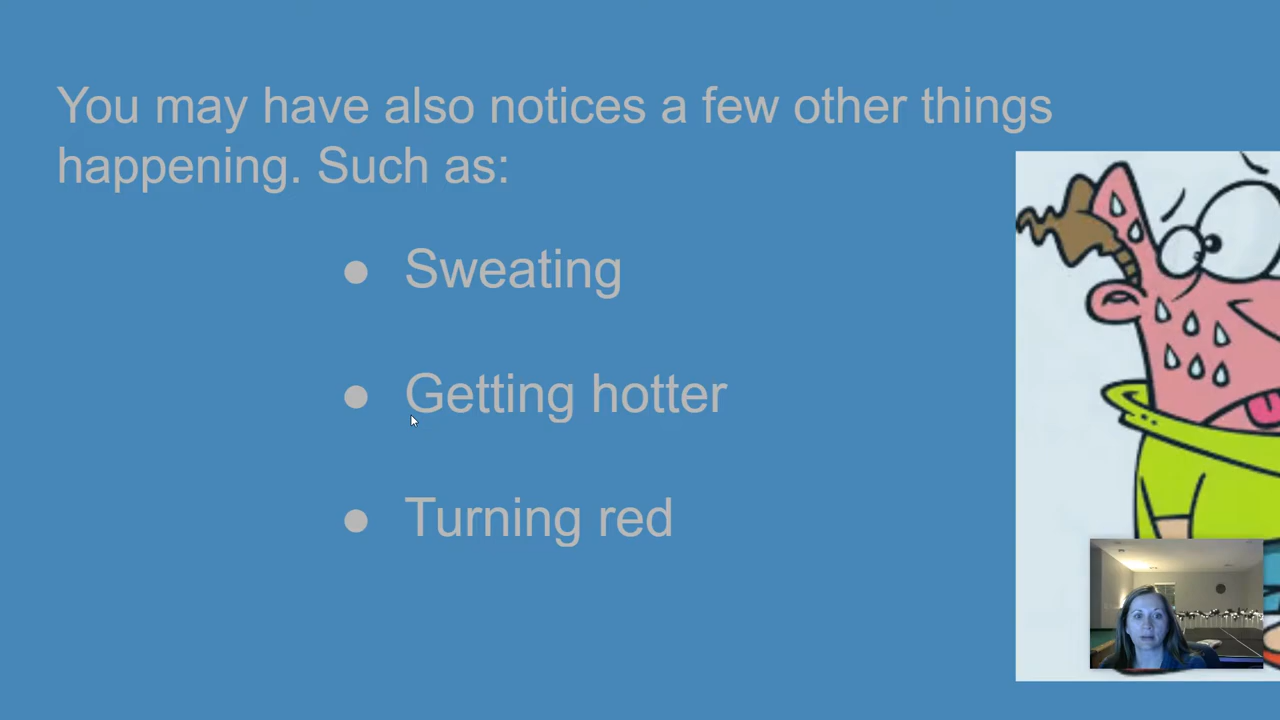 You may have also notices a few other things
happening. Such as:
● Sweating
● Getting hotter
● Turning red